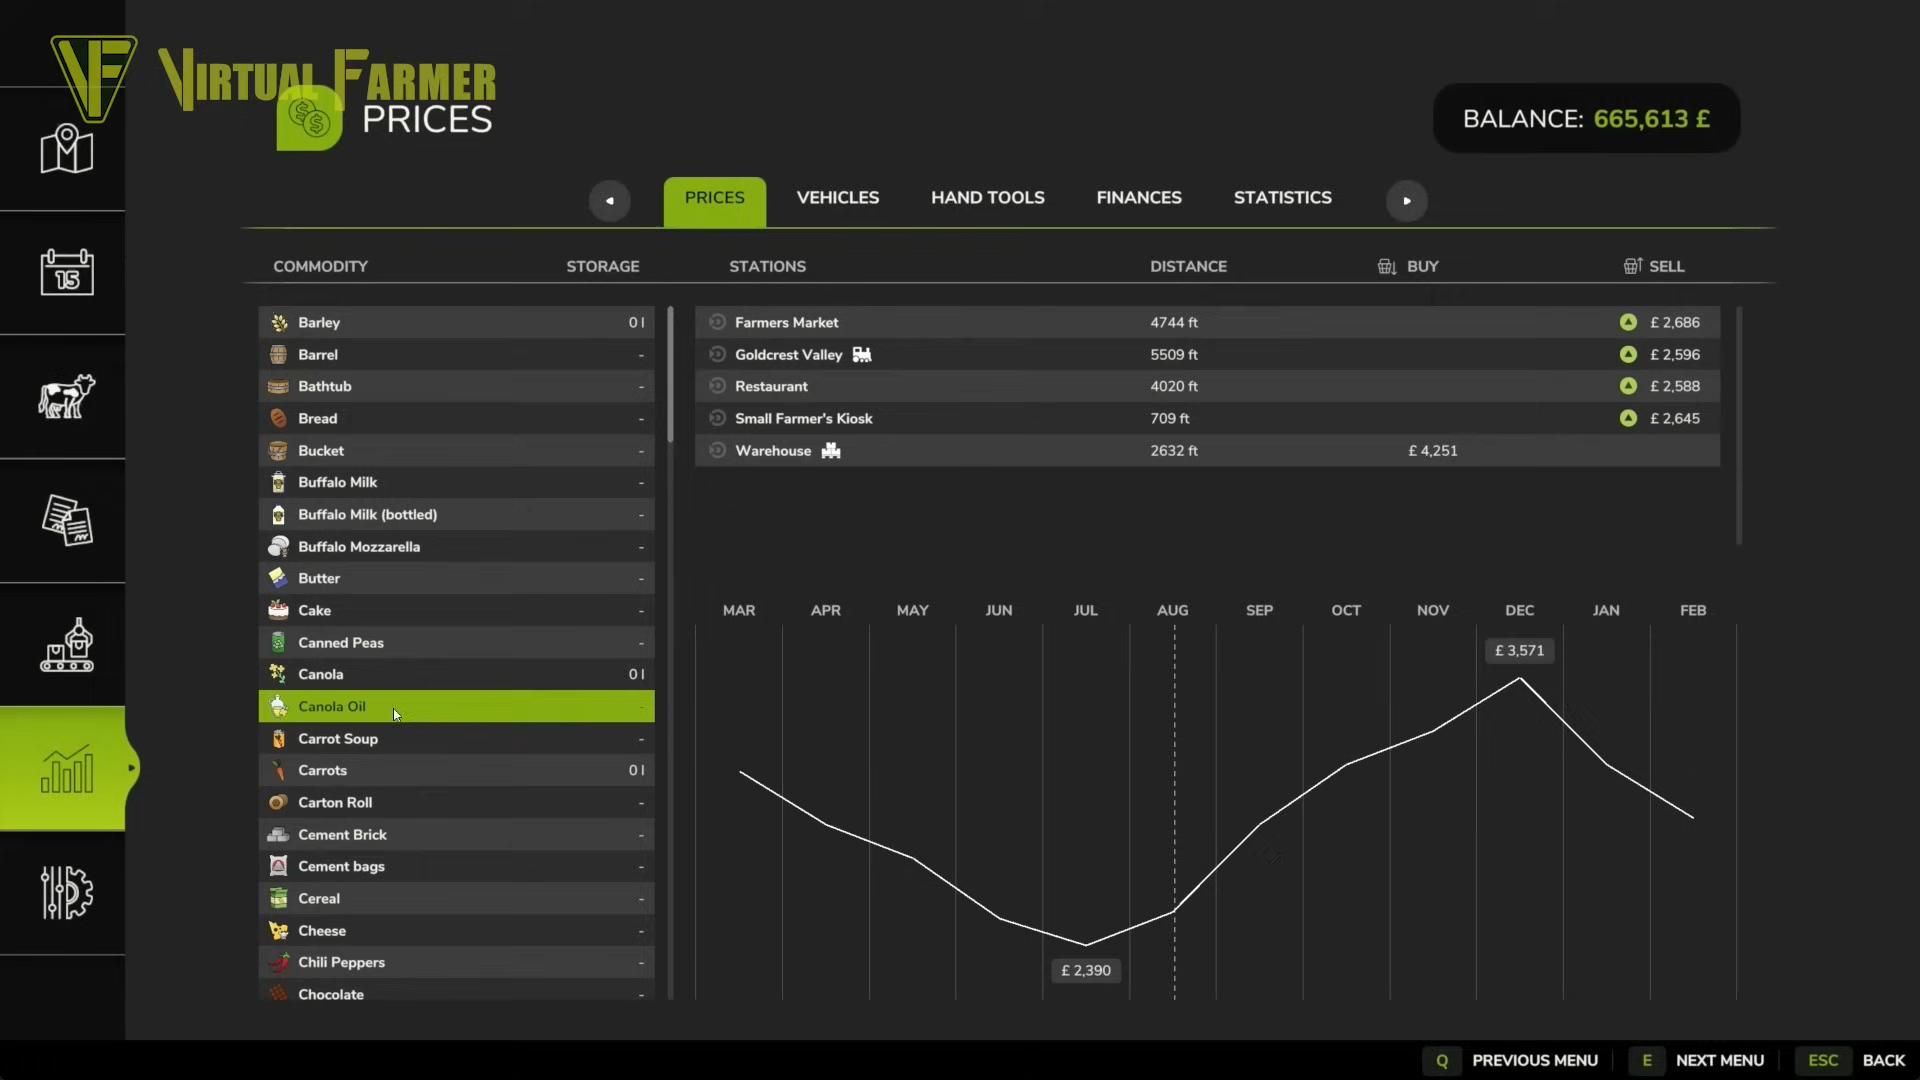 VIRTUAL FARMER
PRICES
BALANCE: 665,613 £
PRICES VEHICLES HAND TOOLS FINANCES STATISTICS
COMMODITY STORAGE STATIONS DISTANCE BUY SELL
Barley 0 l
Barrel -
Bathtub -
Bread -
Bucket -
Buffalo Milk -
Buffalo Milk (bottled) -
Buffalo Mozzarella -
Butter -
Cake -
Canned Peas -
Canola 0 l
Canola Oil -
Carrot Soup -
Carrots 0 l
Carton Roll -
Cement Brick -
Cement bags -
Cereal -
Cheese -
Chili Peppers -
Chocolate -
Farmers Market 4744 ft £ 2,686
Goldcrest Valley 5509 ft £ 2,596
Restaurant 4020 ft £ 2,588
Small Farmer's Kiosk 709 ft £ 2,645
Warehouse 2632 ft £ 4,251
MAR APR MAY JUN JUL AUG SEP OCT NOV DEC JAN FEB
£ 3,571
£ 2,390
15
Q PREVIOUS MENU E NEXT MENU ESC BACK